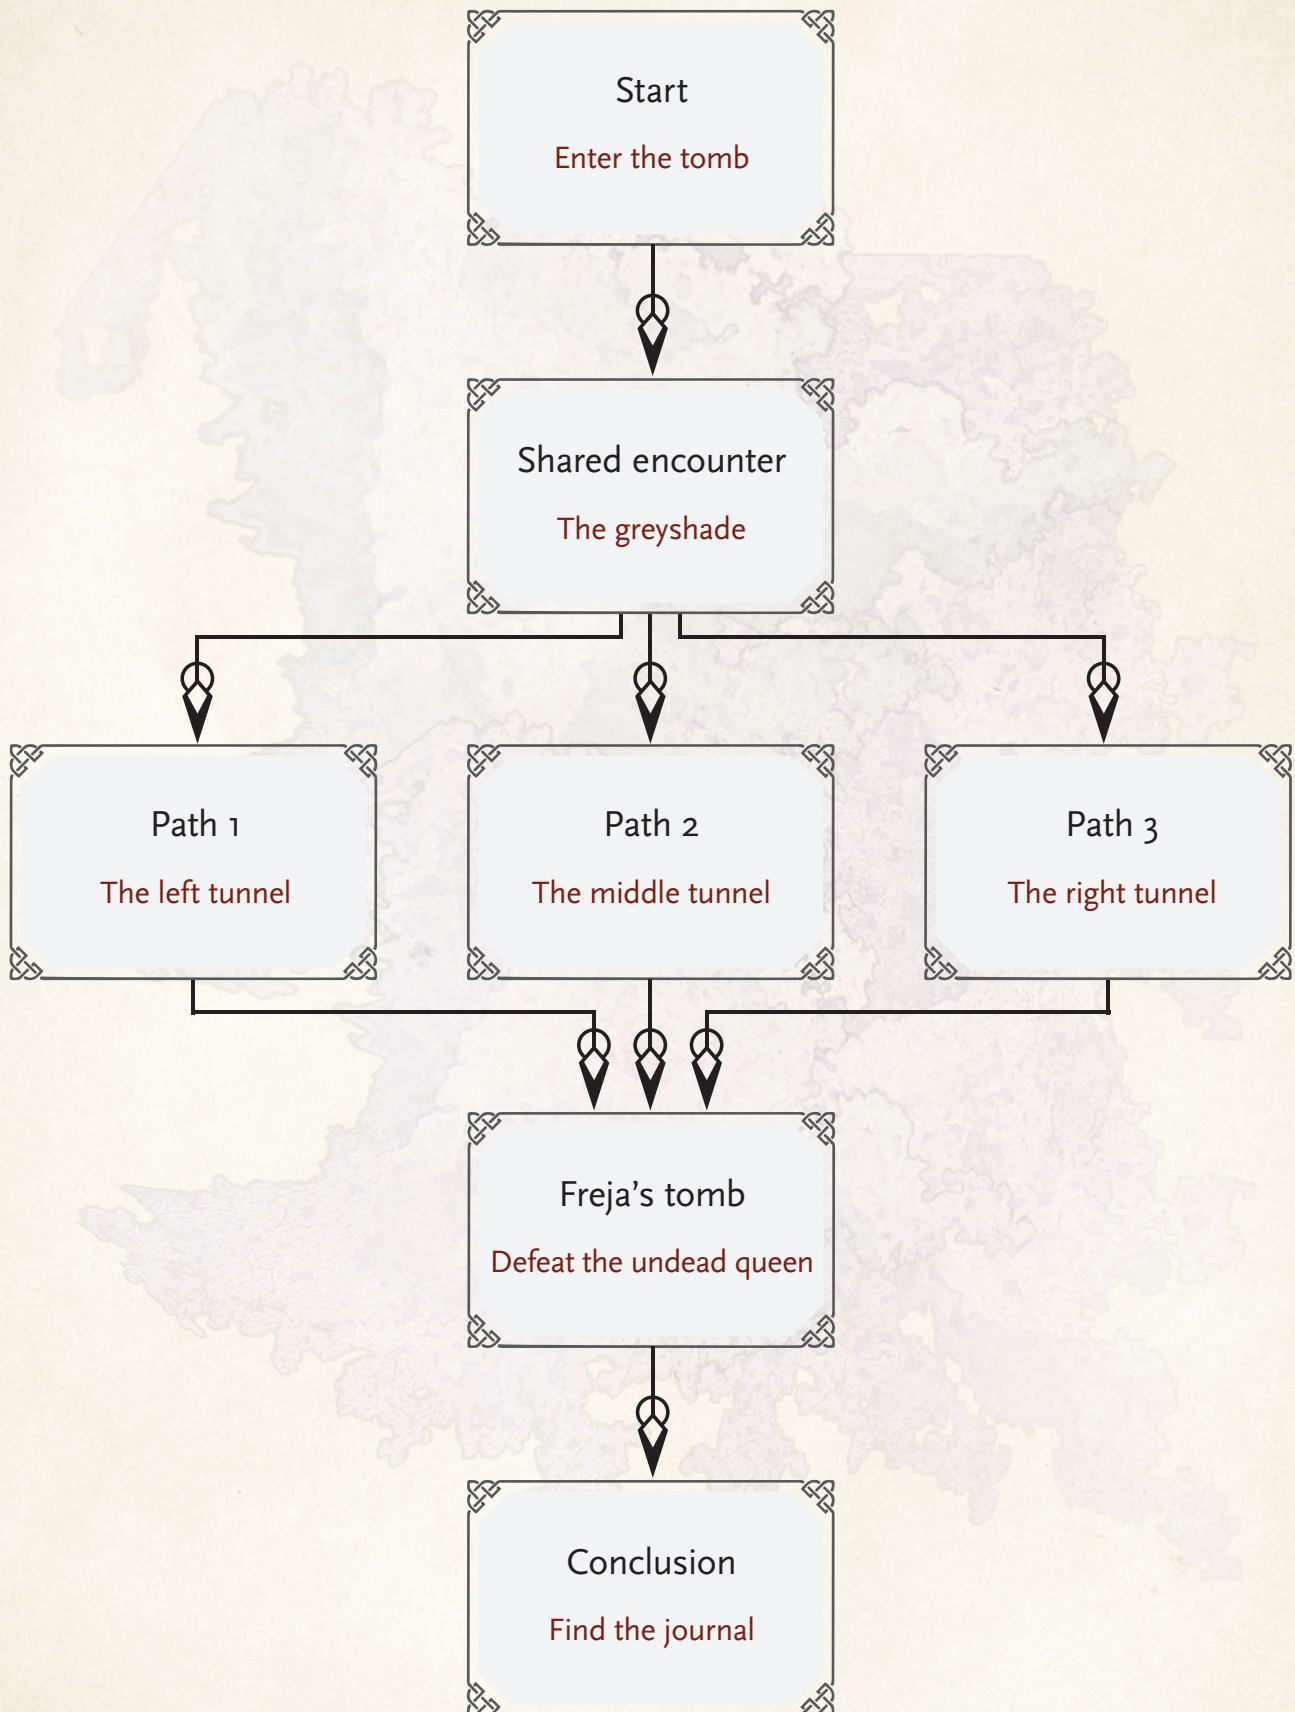 Start
Enter the tomb
Shared encounter
The greyshade
Path 1
The left tunnel
Path 2
The middle tunnel
Path 3
The right tunnel
Freja’s tomb
Defeat the undead queen
Conclusion
Find the journal